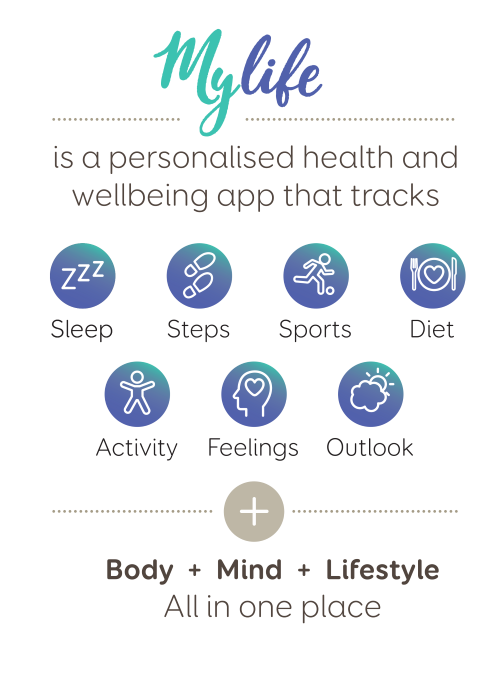 Mylife
is a personalised health and
wellbeing app that tracks
zzz
Sleep Steps Sports Diet
Activity Feelings Outlook
+
Body + Mind + Lifestyle
All in one place